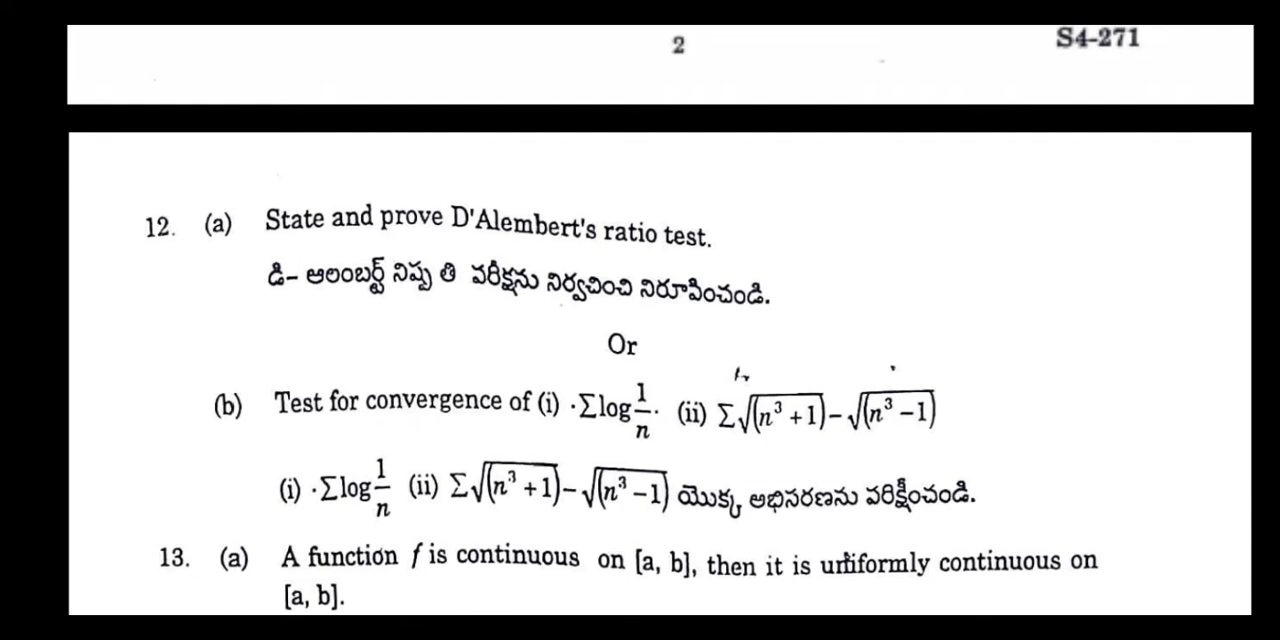 2 S4-271
12. (a) State and prove D'Alembert's ratio test.
డి– ఆలంబర్ట్ నిష్ప తి పరీక్షను నిర్వచించి నిరూపించండి.
Or
(b) Test for convergence of (i) ·Σlog 1/n. (ii) Σ√(n³ +1) – √(n³ –1)
(i) ·Σlog 1/n (ii) Σ√(n³ +1) – √(n³ –1) యొక్క అభిసరణను పరిక్షించండి.
13. (a) A function f is continuous on [a, b], then it is uniformly continuous on
[a, b].